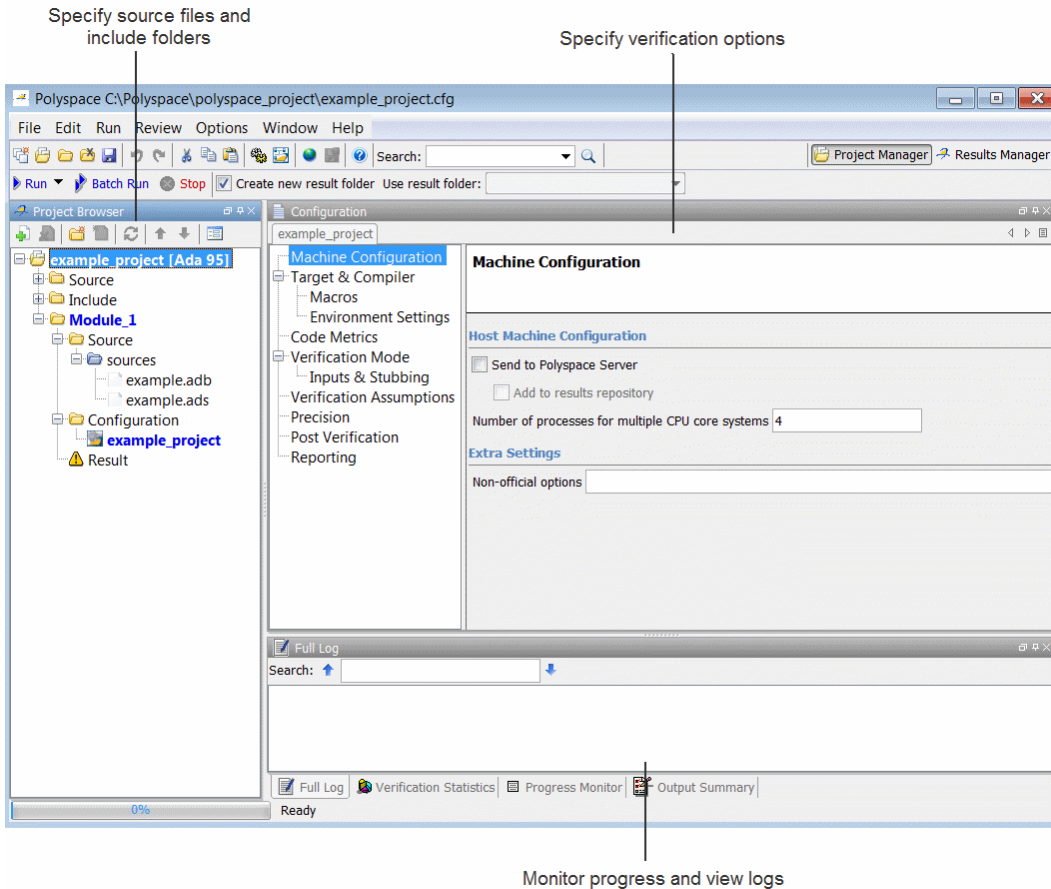 Specify source files and
include folders
Specify verification options
Polyspace C:\Polyspace\polyspace_project\example_project.cfg
File Edit Run Review Options Window Help
Search:
Project Manager Results Manager
Run Batch Run Stop Create new result folder Use result folder:
Project Browser
example_project [Ada 95]
Source
Include
Module_1
Source
sources
example.adb
example.ads
Configuration
example_project
Result
Configuration
example_project
Machine Configuration
Target & Compiler
Macros
Environment Settings
Code Metrics
Verification Mode
Inputs & Stubbing
Verification Assumptions
Precision
Post Verification
Reporting
Machine Configuration
Host Machine Configuration
Send to Polyspace Server
Add to results repository
Number of processes for multiple CPU core systems 4
Extra Settings
Non-official options
Full Log
Search:
Full Log Verification Statistics Progress Monitor Output Summary
0% Ready
Monitor progress and view logs